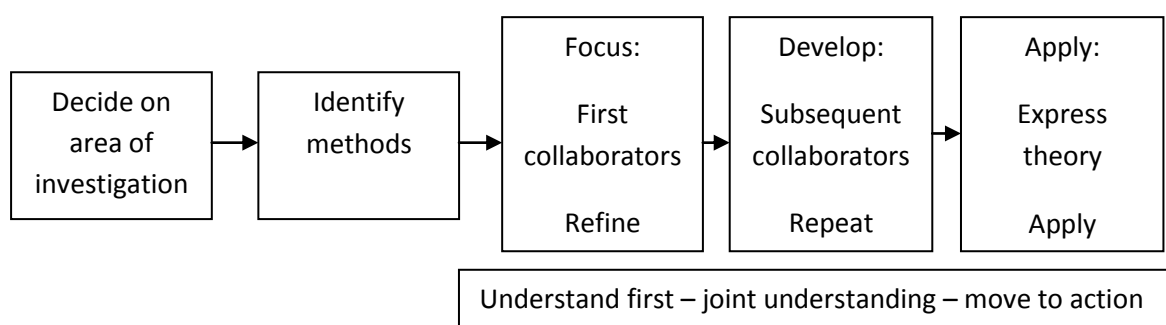 Decide on
area of
investigation
Identify
methods
Focus:
First
collaborators
Refine
Develop:
Subsequent
collaborators
Repeat
Apply:
Express
theory
Apply
Understand first – joint understanding – move to action